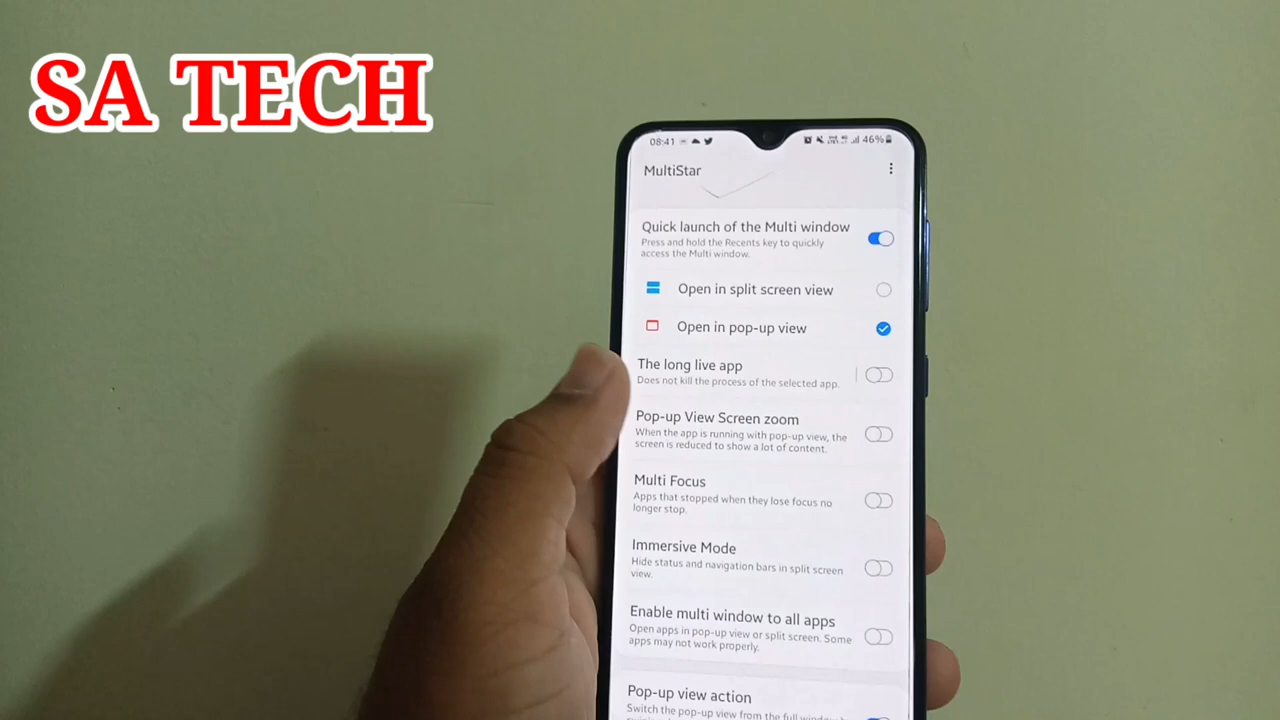 SA TECH
08:41
46%
MultiStar
Quick launch of the Multi window
Press and hold the Recents key to quickly
access the Multi window.
Open in split screen view
Open in pop-up view
The long live app
Does not kill the process of the selected app.
Pop-up View Screen zoom
When the app is running with pop-up view, the
screen is reduced to show a lot of content.
Multi Focus
Apps that stopped when they lose focus no
longer stop.
Immersive Mode
Hide status and navigation bars in split screen
view.
Enable multi window to all apps
Open apps in pop-up view or split screen. Some
apps may not work properly.
Pop-up view action
Switch the pop-up view from the full window